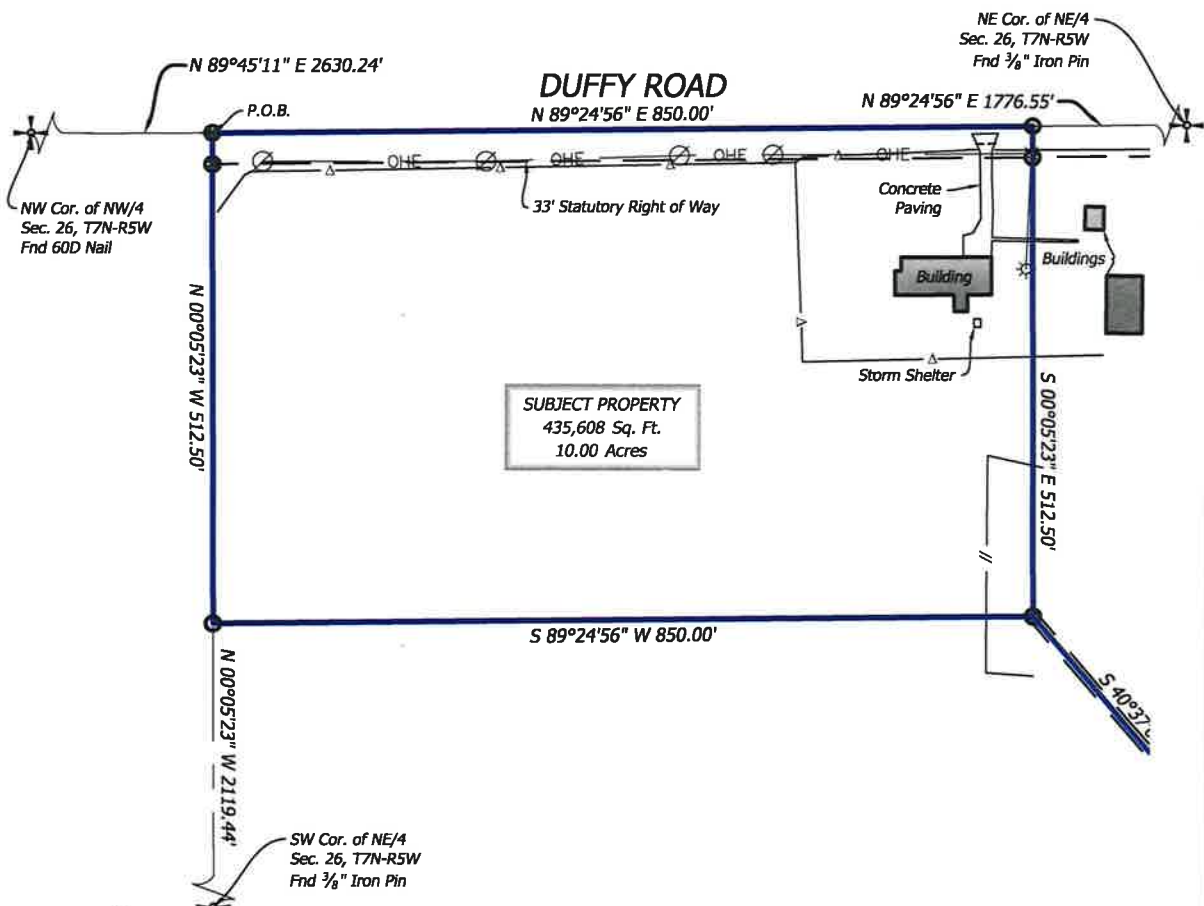 NE Cor. of NE/4
Sec. 26, T7N-R5W
Fnd 3/8" Iron Pin
N 89°45'11" E 2630.24'
DUFFY ROAD
N 89°24'56" E 850.00'
N 89°24'56" E 1776.55'
P.O.B.
OHE
OHE
OHE
OHE
NW Cor. of NW/4
Sec. 26, T7N-R5W
Fnd 60D Nail
33' Statutory Right of Way
Concrete
Paving
Buildings
Building
Storm Shelter
N 00°05'23" W 512.50'
SUBJECT PROPERTY
435,608 Sq. Ft.
10.00 Acres
S 00°05'23" E 512.50'
S 89°24'56" W 850.00'
S 40°37'
N 00°05'23" W 2119.44'
SW Cor. of NE/4
Sec. 26, T7N-R5W
Fnd 3/8" Iron Pin